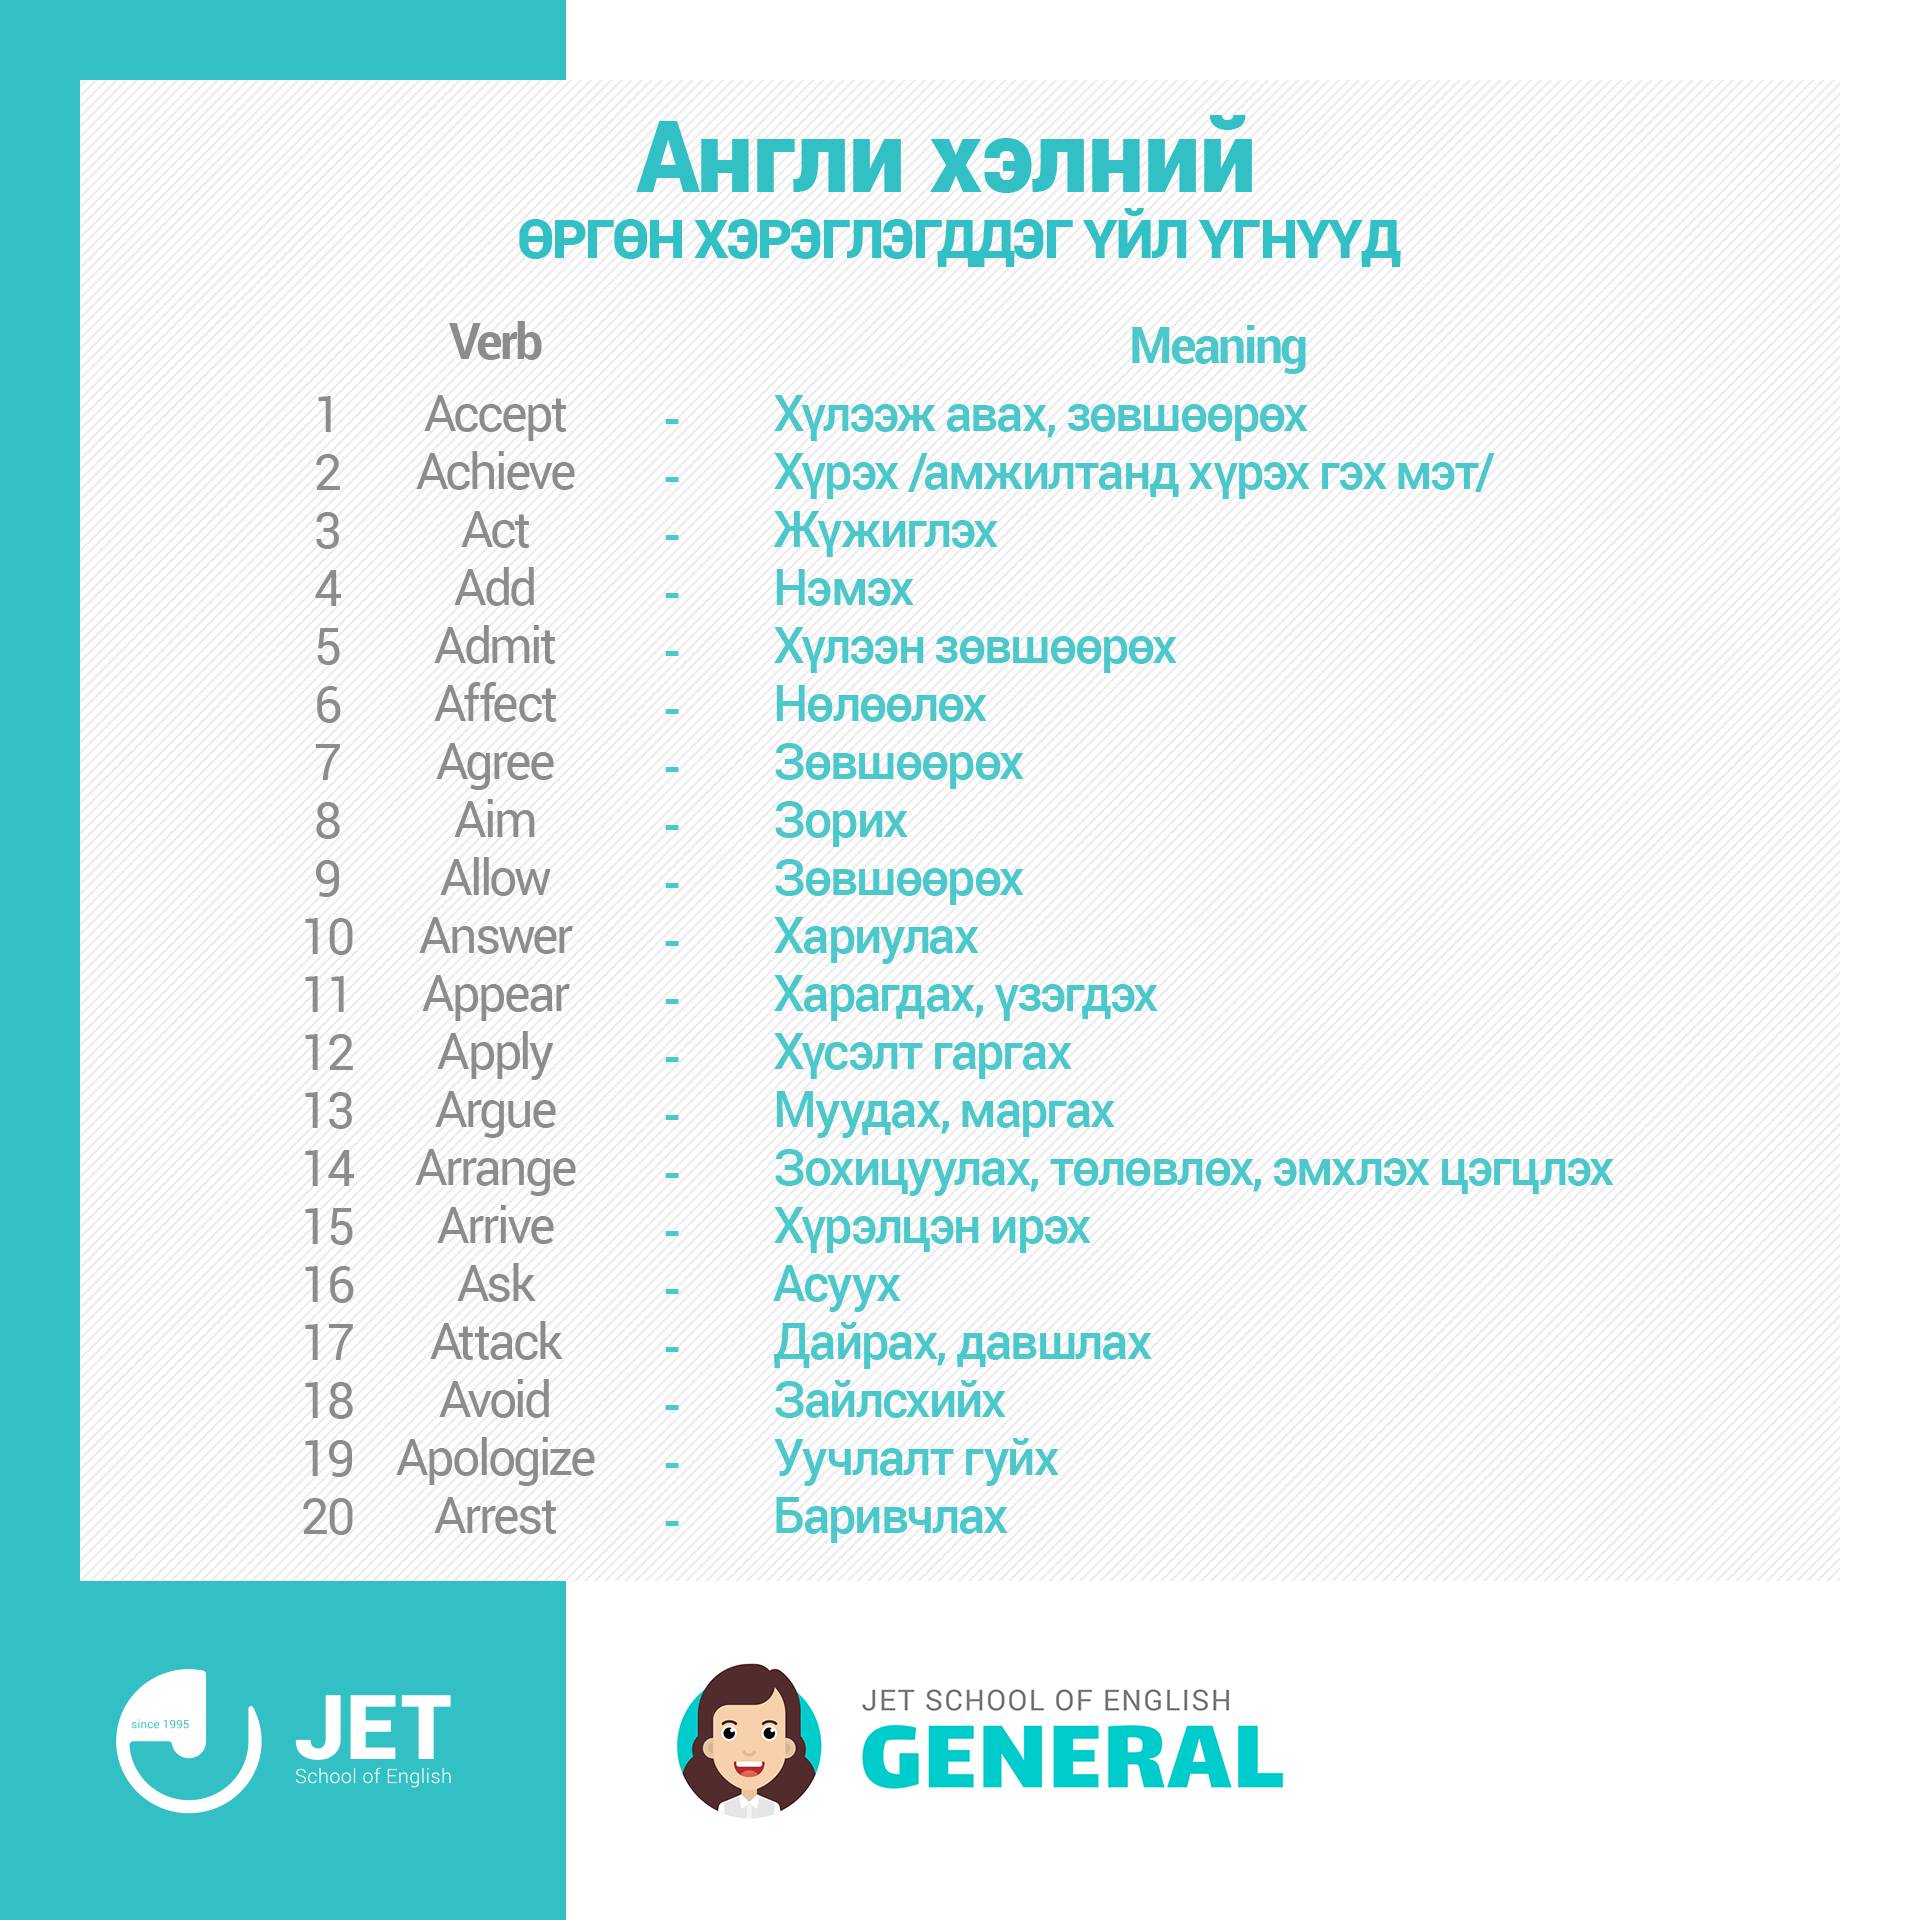 Англи хэлний
ӨРГӨН ХЭРЭГЛЭГДДЭГ ҮЙЛ ҮГНҮҮД
Verb Meaning
1 Accept - Хүлээж авах, зөвшөөрөх
2 Achieve - Хүрэх /амжилтанд хүрэх гэх мэт/
3 Act - Жүжиглэх
4 Add - Нэмэх
5 Admit - Хүлээн зөвшөөрөх
6 Affect - Нөлөөлөх
7 Agree - Зөвшөөрөх
8 Aim - Зорих
9 Allow - Зөвшөөрөх
10 Answer - Хариулах
11 Appear - Харагдах, үзэгдэх
12 Apply - Хүсэлт гаргах
13 Argue - Муудах, маргах
14 Arrange - Зохицуулах, төлөвлөх, эмхлэх цэгцлэх
15 Arrive - Хүрэлцэн ирэх
16 Ask - Асуух
17 Attack - Дайрах, давшлах
18 Avoid - Зайлсхийх
19 Apologize - Уучлалт гуйх
20 Arrest - Баривчлах
since 1995
JET
School of English
JET SCHOOL OF ENGLISH
GENERAL